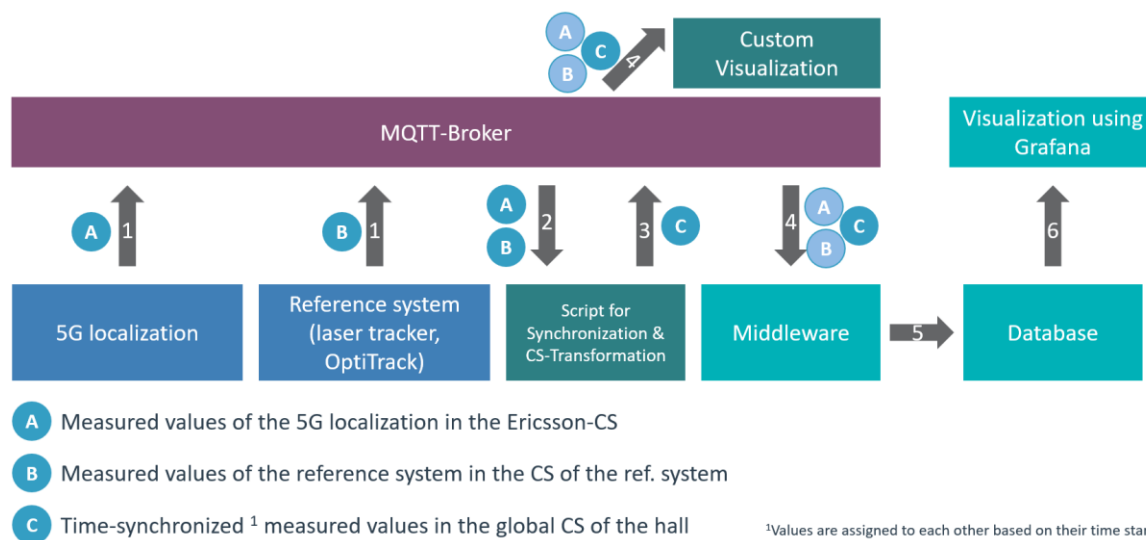 A
B
C
4
Custom
Visualization
MQTT-Broker
Visualization using
Grafana
A
1
B
1
A
B
2
3
C
4
A
B
C
6
5G localization
Reference system
(laser tracker,
OptiTrack)
Script for
Synchronization &
CS-Transformation
Middleware
5
Database
A Measured values of the 5G localization in the Ericsson-CS
B Measured values of the reference system in the CS of the ref. system
C Time-synchronized ¹ measured values in the global CS of the hall
¹Values are assigned to each other based on their time